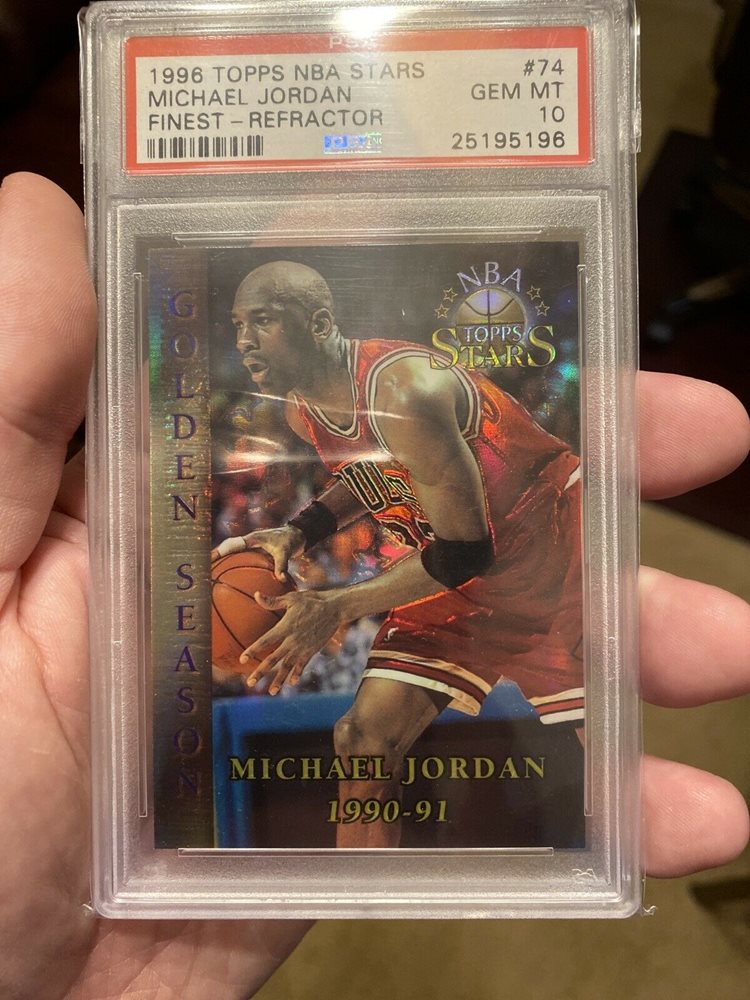 PSA
1996 TOPPS NBA STARS
#74
MICHAEL JORDAN
GEM MT
FINEST - REFRACTOR
10
25195196
NBA
TOPPS
STARS
GOLDEN SEASON
MICHAEL JORDAN
1990-91